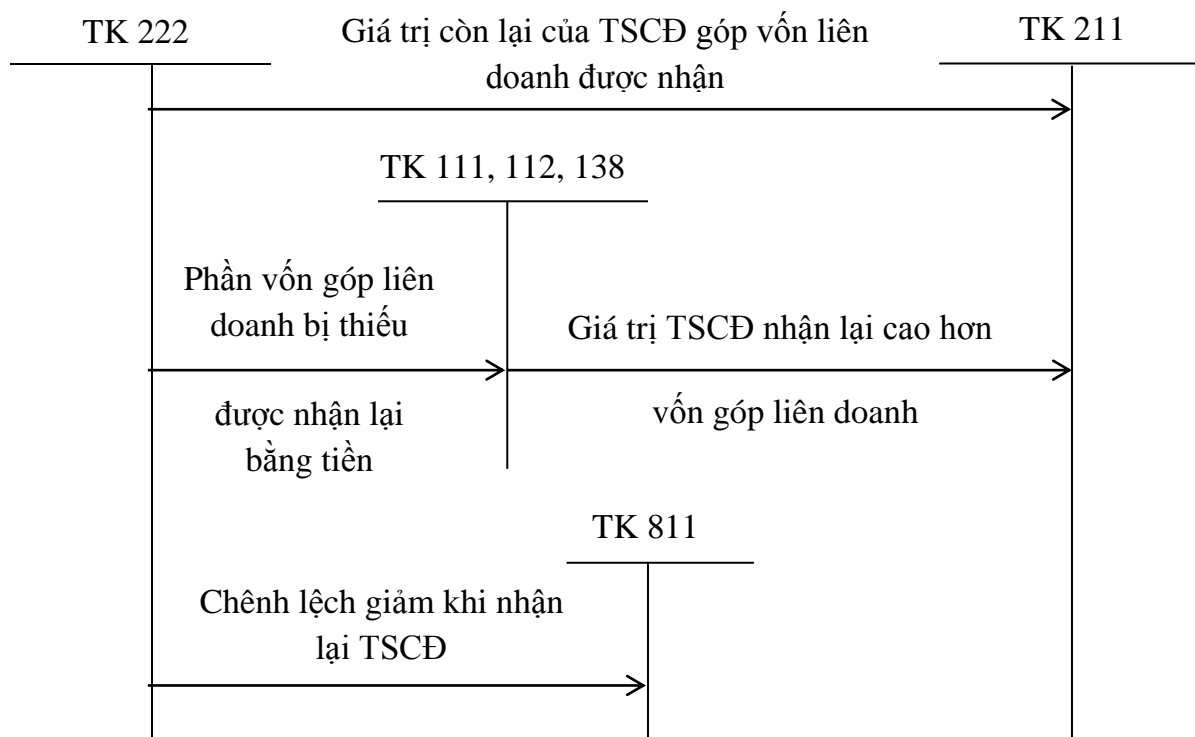 TK 222
Giá trị còn lại của TSCĐ góp vốn liên
doanh được nhận
TK 211
TK 111, 112, 138
Phần vốn góp liên
doanh bị thiếu
được nhận lại
bằng tiền
Giá trị TSCĐ nhận lại cao hơn
vốn góp liên doanh
TK 811
Chênh lệch giảm khi nhận
lại TSCĐ